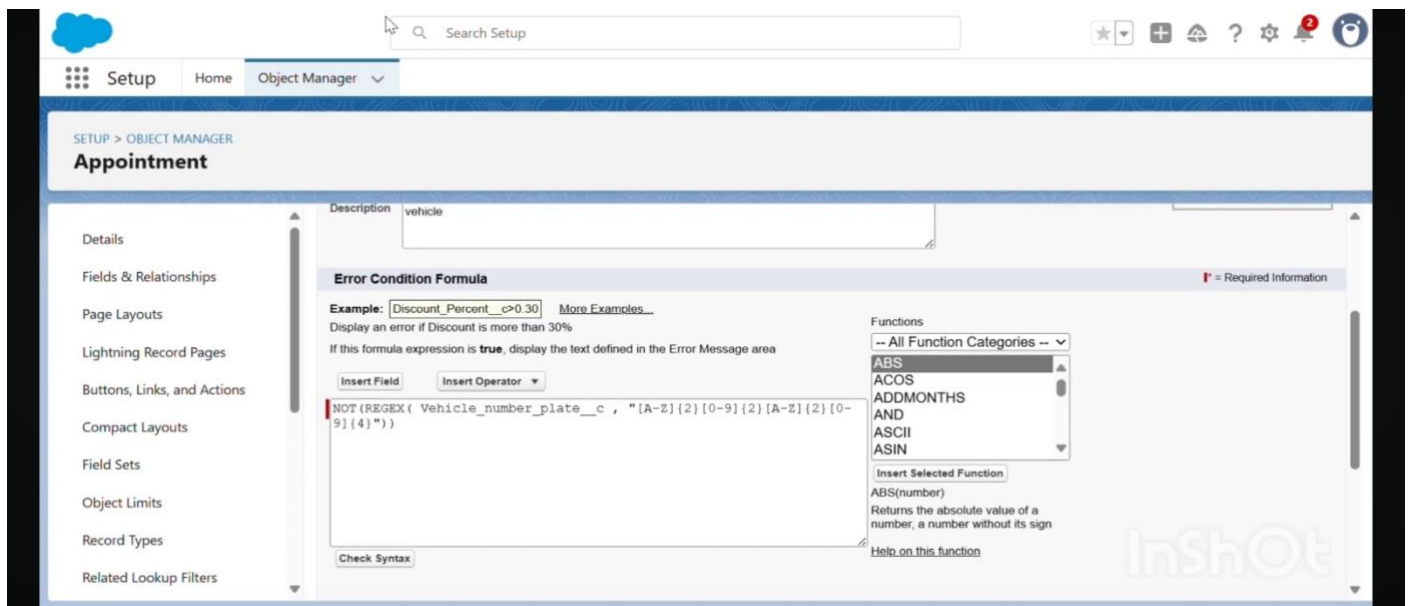 Search Setup
2
Setup
Home
Object Manager
SETUP > OBJECT MANAGER
Appointment
Details
Fields & Relationships
Page Layouts
Lightning Record Pages
Buttons, Links, and Actions
Compact Layouts
Field Sets
Object Limits
Record Types
Related Lookup Filters
Description
vehicle
Error Condition Formula
= Required Information
Example: Discount_Percent__c>0.30 More Examples...
Display an error if Discount is more than 30%
If this formula expression is true, display the text defined in the Error Message area
Insert Field
Insert Operator
NOT(REGEX( Vehicle_number_plate__c , "[A-Z]{2}[0-9]{2}[A-Z]{2}[0-
9]{4}"))
Check Syntax
Functions
-- All Function Categories --
ABS
ACOS
ADDMONTHS
AND
ASCII
ASIN
Insert Selected Function
ABS(number)
Returns the absolute value of a
number, a number without its sign
Help on this function
InShOt